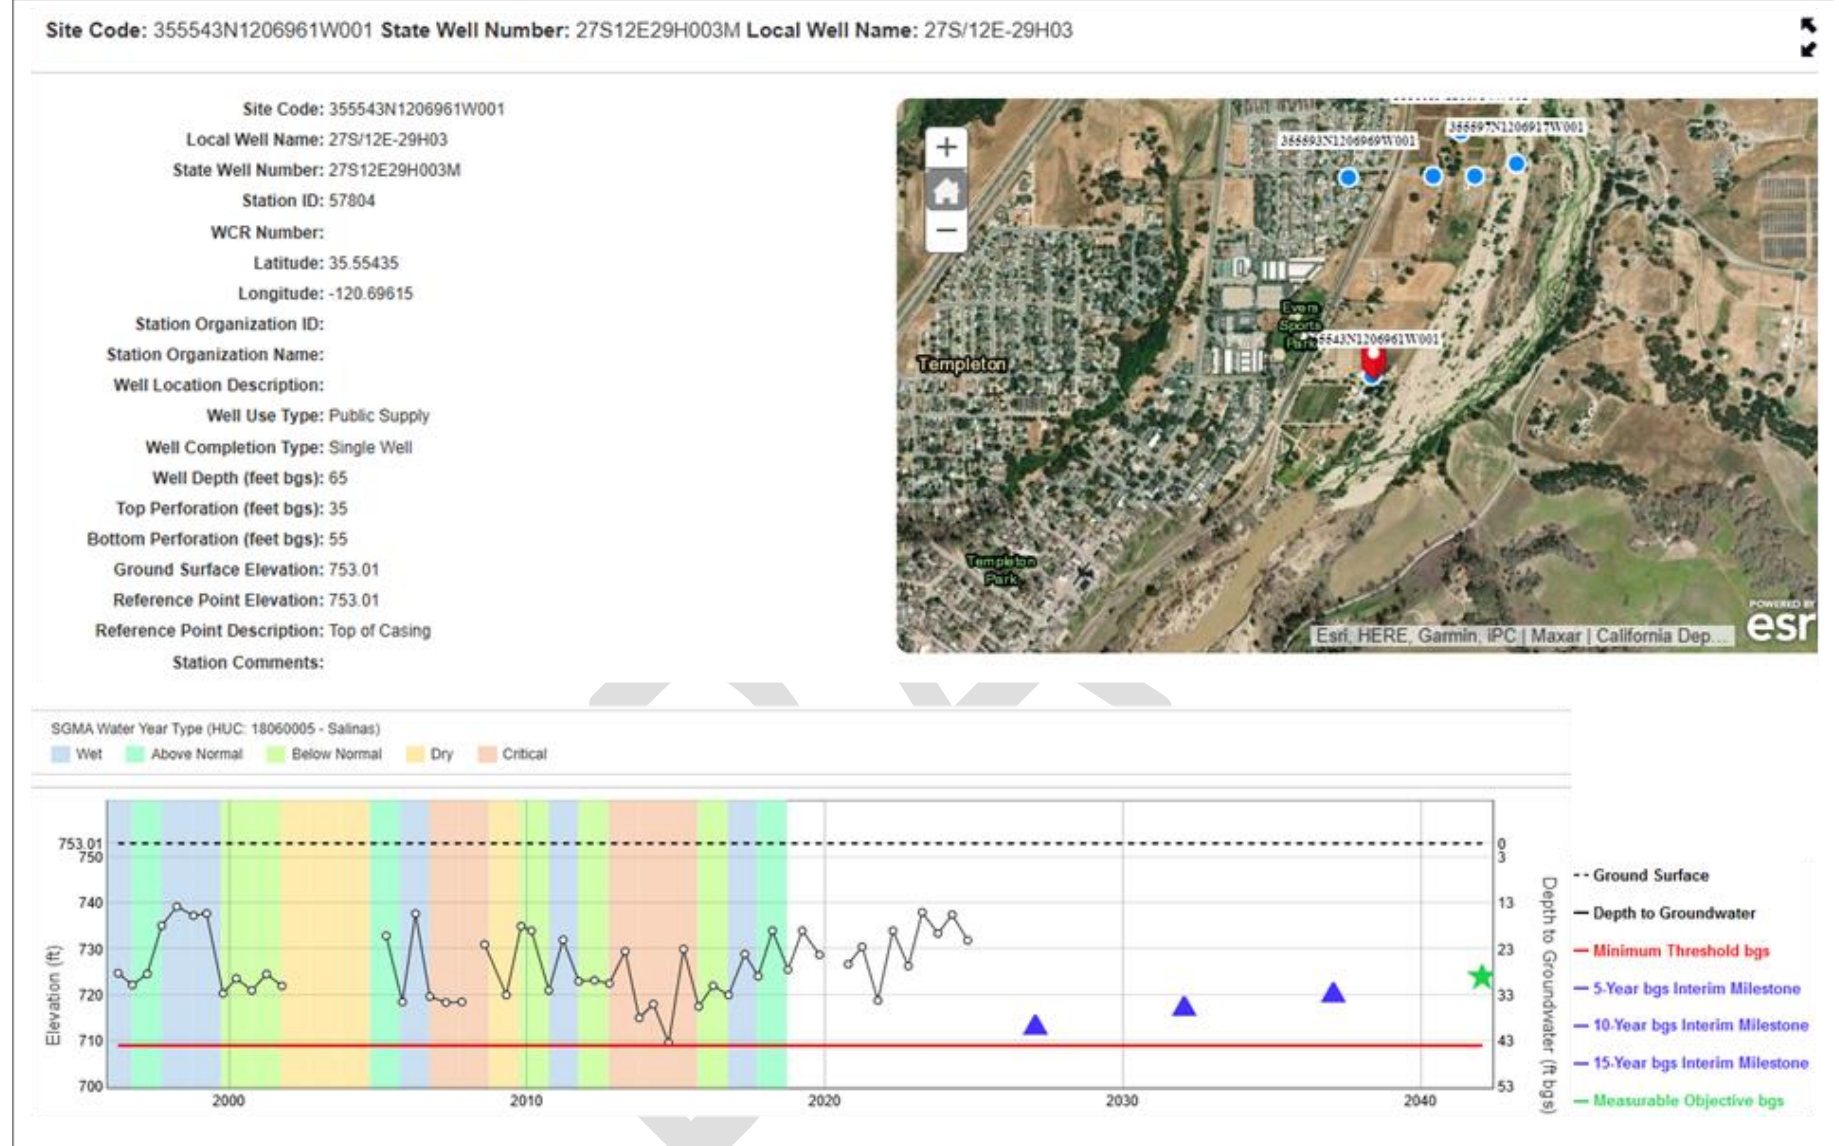 Site Code: 355543N1206961W001 State Well Number: 27S12E29H003M Local Well Name: 27S/12E-29H03
Site Code: 355543N1206961W001
Local Well Name: 27S/12E-29H03
State Well Number: 27S12E29H003M
Station ID: 57804
WCR Number:
Latitude: 35.55435
Longitude: -120.69615
Station Organization ID:
Station Organization Name:
Well Location Description:
Well Use Type: Public Supply
Well Completion Type: Single Well
Well Depth (feet bgs): 65
Top Perforation (feet bgs): 35
Bottom Perforation (feet bgs): 55
Ground Surface Elevation: 753.01
Reference Point Elevation: 753.01
Reference Point Description: Top of Casing
Station Comments:
+
−
355597N1206917W001
355593N1206969W001
Evers
Sports
Park
5543N1206961W001
Templeton
Templeton
Park
POWERED BY
esri
Esri, HERE, Garmin, iPC | Maxar | California Dep...
SGMA Water Year Type (HUC: 18060005 - Salinas)
Wet Above Normal Below Normal Dry Critical
Elevation (ft)
753.01
750
740
730
720
710
700
2000 2010 2020 2030 2040
0
3
13
23
33
43
53
Depth to Groundwater (ft bgs)
Ground Surface
Depth to Groundwater
Minimum Threshold bgs
5-Year bgs Interim Milestone
10-Year bgs Interim Milestone
15-Year bgs Interim Milestone
Measurable Objective bgs